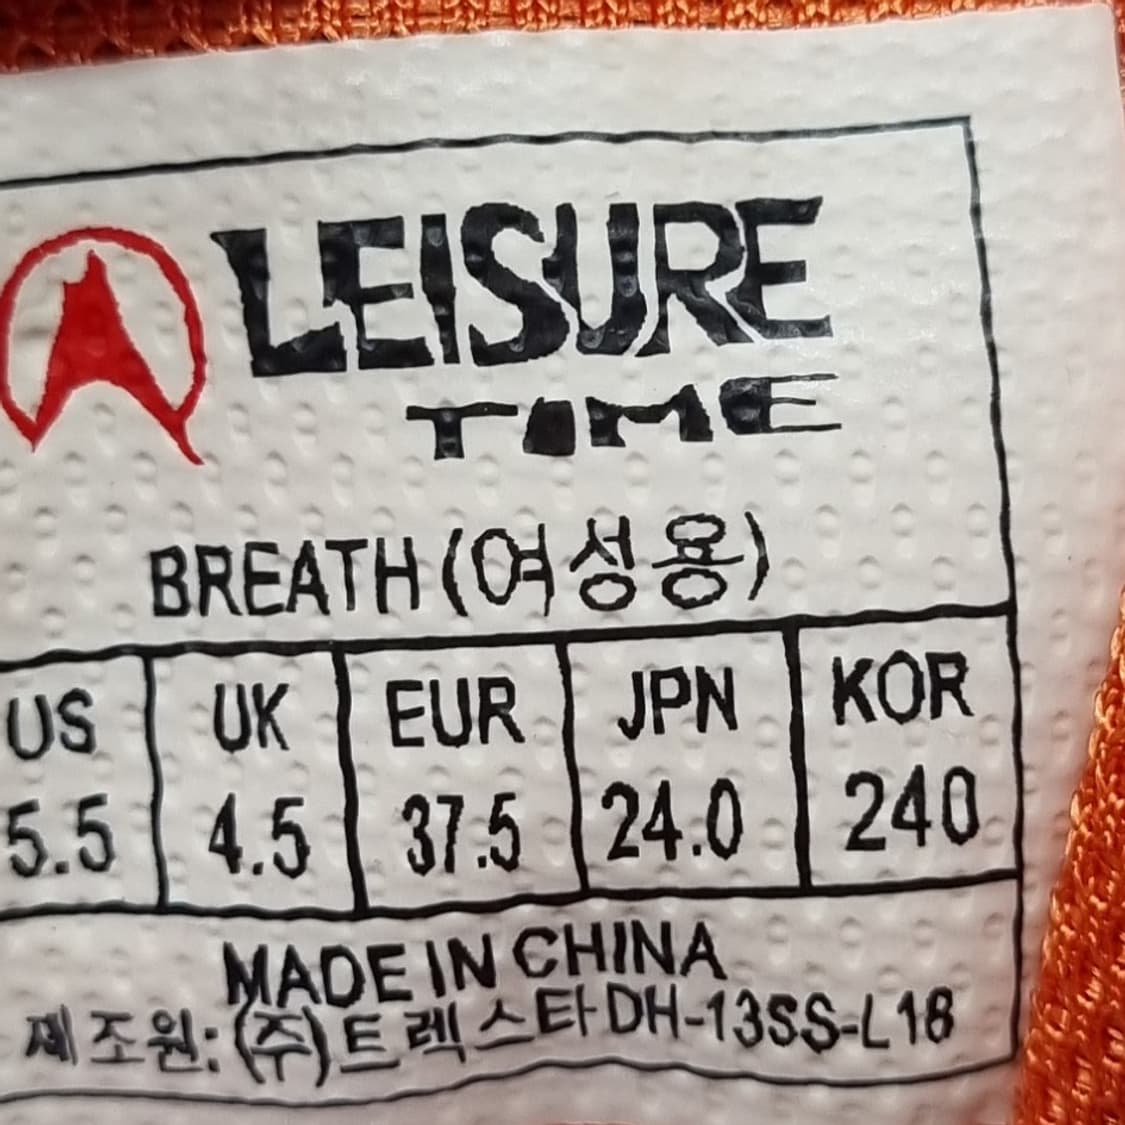 LEISURE
TIME
BREATH (여성용)
US UK EUR JPN KOR
5.5 4.5 37.5 24.0 240
MADE IN CHINA
제조원: (주)트렉스타 DH-13SS-L18